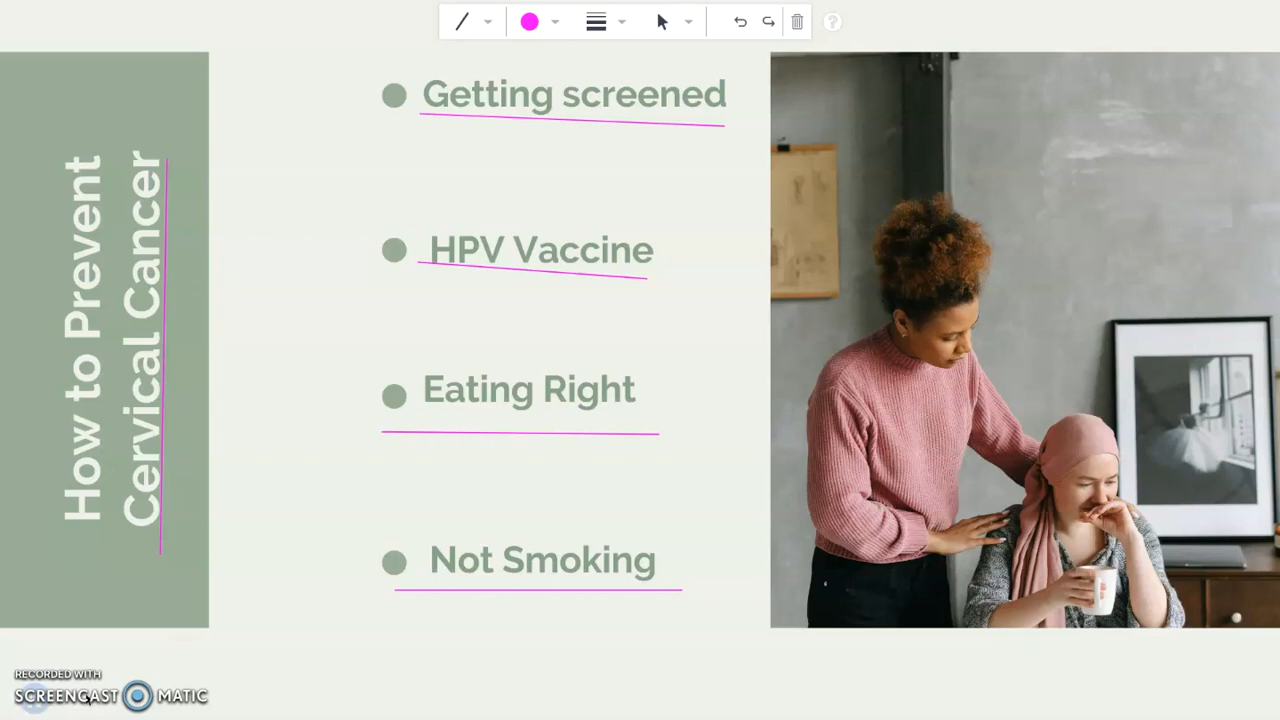 How to Prevent
Cervical Cancer
Getting screened
HPV Vaccine
Eating Right
Not Smoking
RECORDED WITH
SCREENCAST MATIC